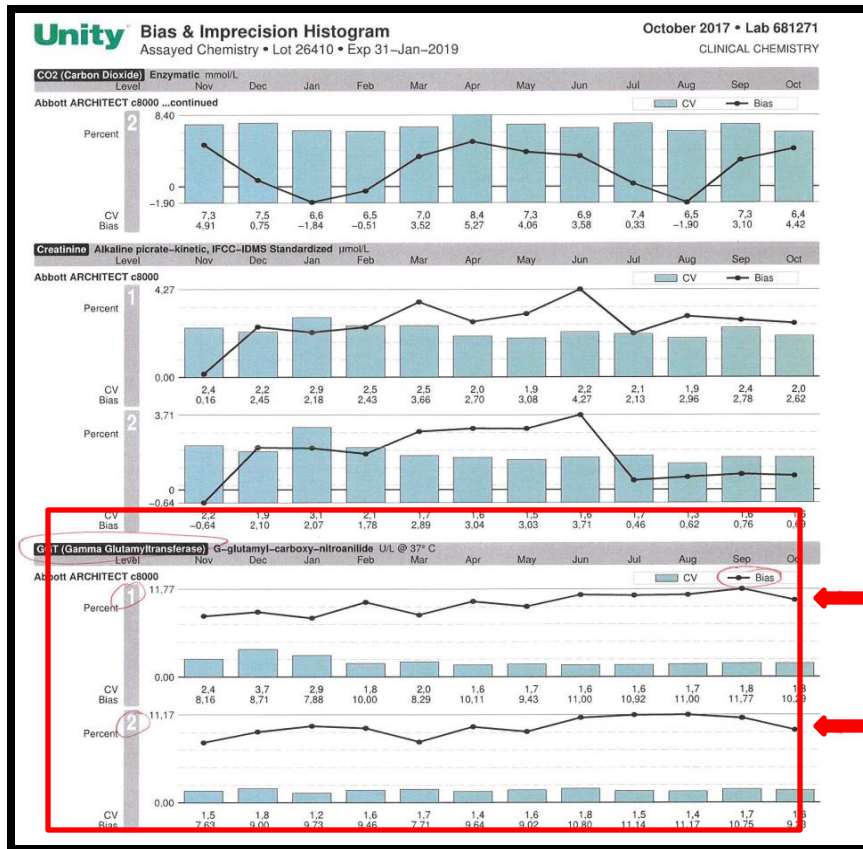 Unity Bias & Imprecision Histogram October 2017 • Lab 681271
Assayed Chemistry • Lot 26410 • Exp 31–Jan–2019 CLINICAL CHEMISTRY
CO2 (Carbon Dioxide) Enzymatic mmol/L
Level Nov Dec Jan Feb Mar Apr May Jun Jul Aug Sep Oct
Abbott ARCHITECT c8000 ...continued CV Bias
2
8,40
Percent
0
–1.90
CV 7,3 7,5 6,6 6,5 7,0 8,4 7,3 6,9 7,4 6,5 7,3 6,4
Bias 4,91 0,75 –1,84 –0,51 3,52 5,27 4,06 3,58 0,33 –1,90 3,10 4,42
Creatinine Alkaline picrate–kinetic, IFCC–IDMS Standardized µmol/L
Level Nov Dec Jan Feb Mar Apr May Jun Jul Aug Sep Oct
Abbott ARCHITECT c8000 CV Bias
1
4,27
Percent
0.00
CV 2,4 2,2 2,9 2,5 2,5 2,0 1,9 2,2 2,1 1,9 2,4 2,0
Bias 0,16 2,45 2,18 2,43 3,66 2,70 3,08 4,27 2,13 2,96 2,78 2,62
2
3,71
Percent
0
–0.64
CV 2,2 1,9 3,1 2,1 1,7 1,6 1,5 1,6 1,7 1,3 1,6
Bias –0,64 2,10 2,07 1,78 2,89 3,04 3,03 3,71 0,46 0,62 0,76 0,69
GGT (Gamma Glutamyltransferase) G–glutamyl–carboxy–nitroanilide U/L @ 37° C
Level Nov Dec Jan Feb Mar Apr May Jun Jul Aug Sep Oct
Abbott ARCHITECT c8000 CV Bias
1
11,77
Percent
0.00
CV 2,4 3,7 2,9 1,8 2,0 1,6 1,7 1,6 1,6 1,7 1,8
Bias 8,16 8,71 7,88 10,00 8,29 10,11 9,43 11,00 10,92 11,00 11,77 10,29
2
11,17
Percent
0,00
CV 1,5 1,8 1,2 1,6 1,7 1,4 1,6 1,8 1,5 1,4 1,7
Bias 7,63 9,00 9,73 9,46 7,71 9,64 9,02 10,80 11,14 11,17 10,75